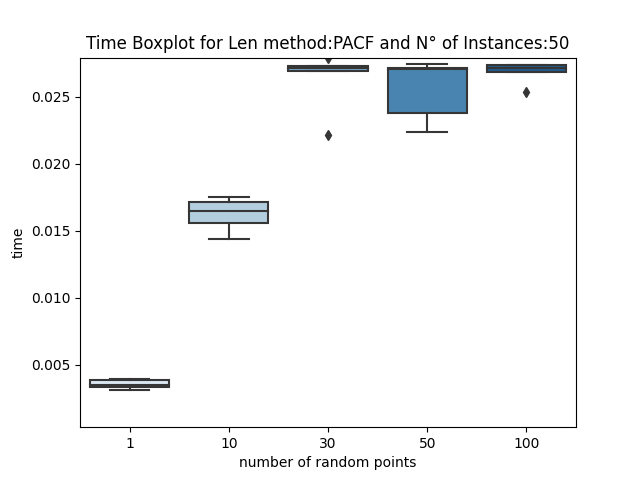 Time Boxplot for Len method:PACF and N° of Instances:50
0.025
0.020
0.015
0.010
0.005
time
1 10 30 50 100
number of random points